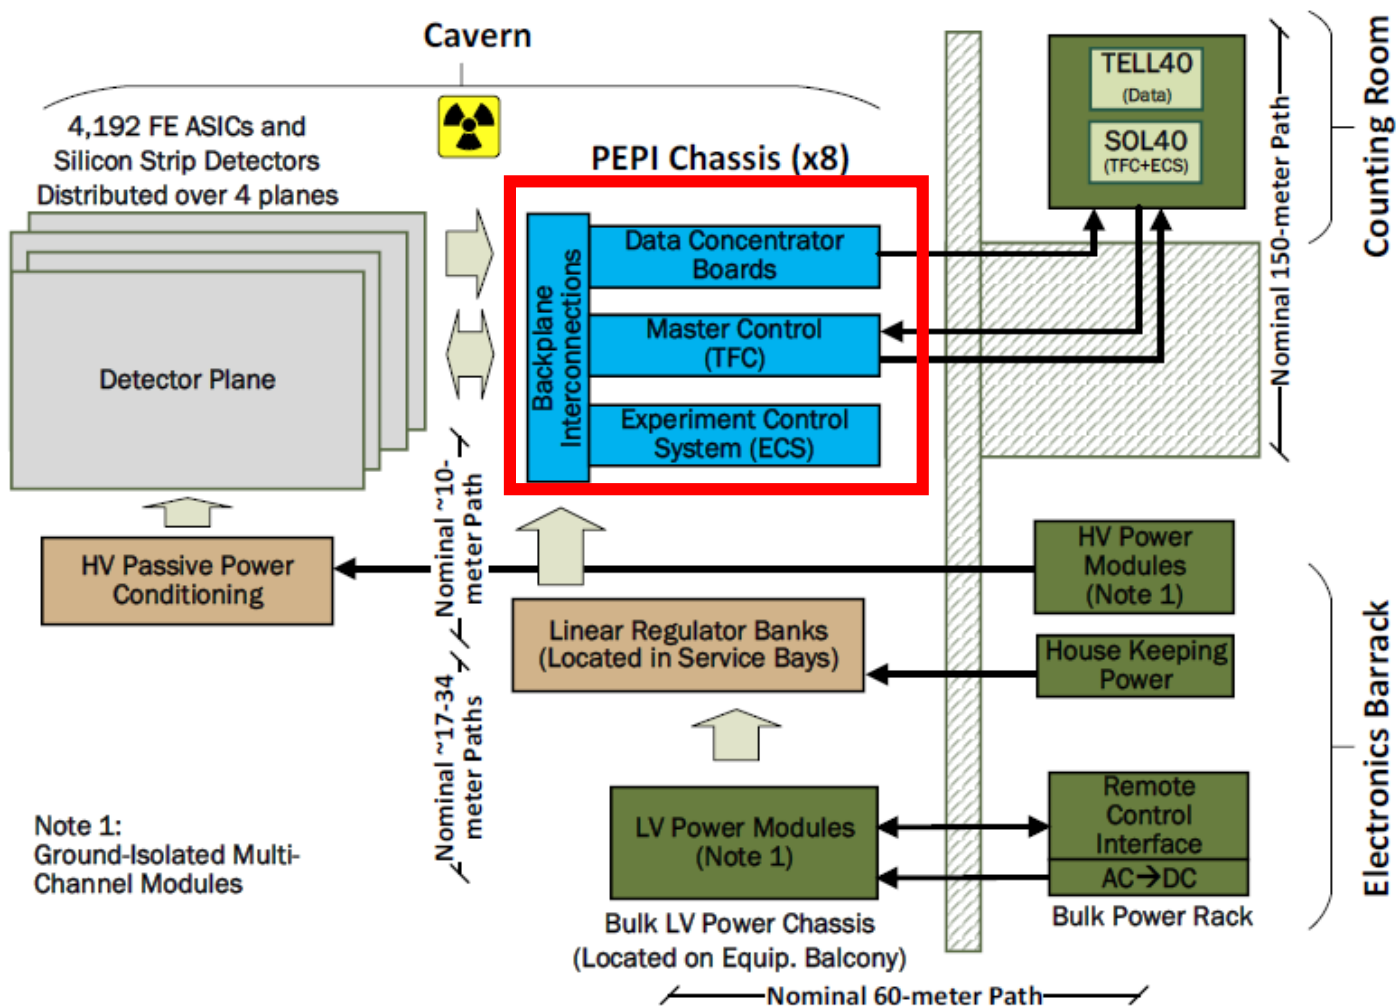 Cavern
4,192 FE ASICs and
Silicon Strip Detectors
Distributed over 4 planes
PEPI Chassis (x8)
TELL40
(Data)
SOL40
(TFC+ECS)
Counting Room
Nominal 150-meter Path
Detector Plane
Backplane
Interconnections
Data Concentrator
Boards
Master Control
(TFC)
Experiment Control
System (ECS)
Nominal ~10-
meter Path
HV Passive Power
Conditioning
HV Power
Modules
(Note 1)
Linear Regulator Banks
(Located in Service Bays)
House Keeping
Power
Electronics Barrack
Nominal ~17-34
meter Paths
Note 1:
Ground-Isolated Multi-
Channel Modules
LV Power Modules
(Note 1)
Remote
Control
Interface
AC→DC
Bulk LV Power Chassis
(Located on Equip. Balcony)
Bulk Power Rack
Nominal 60-meter Path